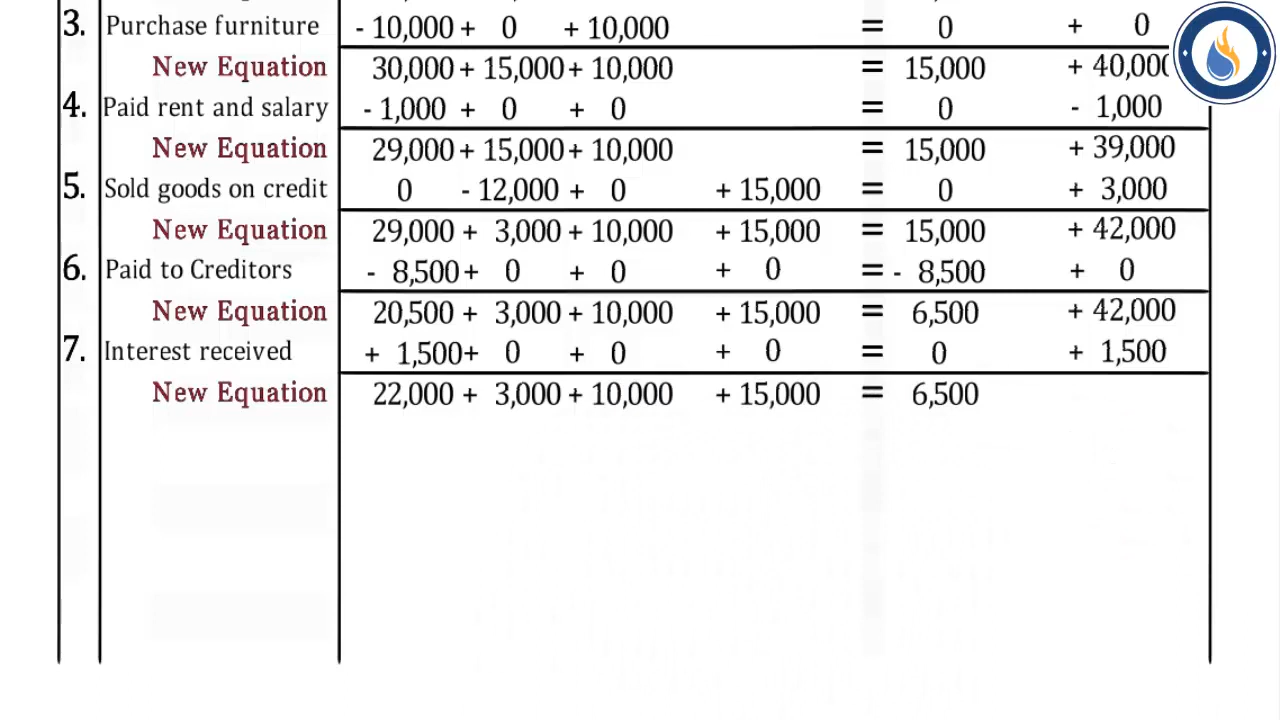 3. Purchase furniture - 10,000 + 0 + 10,000 = 0 + 0
New Equation 30,000 + 15,000 + 10,000 = 15,000 + 40,000
4. Paid rent and salary - 1,000 + 0 + 0 = 0 - 1,000
New Equation 29,000 + 15,000 + 10,000 = 15,000 + 39,000
5. Sold goods on credit 0 - 12,000 + 0 + 15,000 = 0 + 3,000
New Equation 29,000 + 3,000 + 10,000 + 15,000 = 15,000 + 42,000
6. Paid to Creditors - 8,500 + 0 + 0 + 0 = - 8,500 + 0
New Equation 20,500 + 3,000 + 10,000 + 15,000 = 6,500 + 42,000
7. Interest received + 1,500 + 0 + 0 + 0 = 0 + 1,500
New Equation 22,000 + 3,000 + 10,000 + 15,000 = 6,500